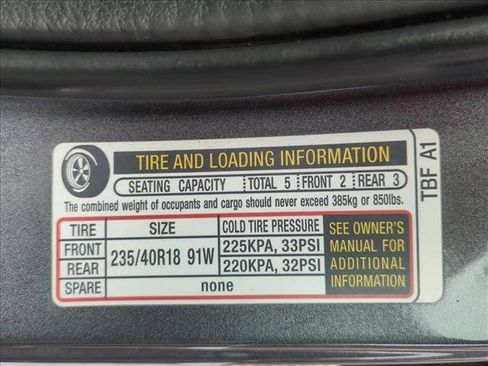 TIRE AND LOADING INFORMATION
SEATING CAPACITY TOTAL 5 FRONT 2 REAR 3
The combined weight of occupants and cargo should never exceed 385kg or 850lbs.
TIRE SIZE COLD TIRE PRESSURE
FRONT 235/40R18 91W 225KPA, 33PSI
REAR 220KPA, 32PSI
SPARE none
SEE OWNER'S
MANUAL FOR
ADDITIONAL
INFORMATION
TBF A1